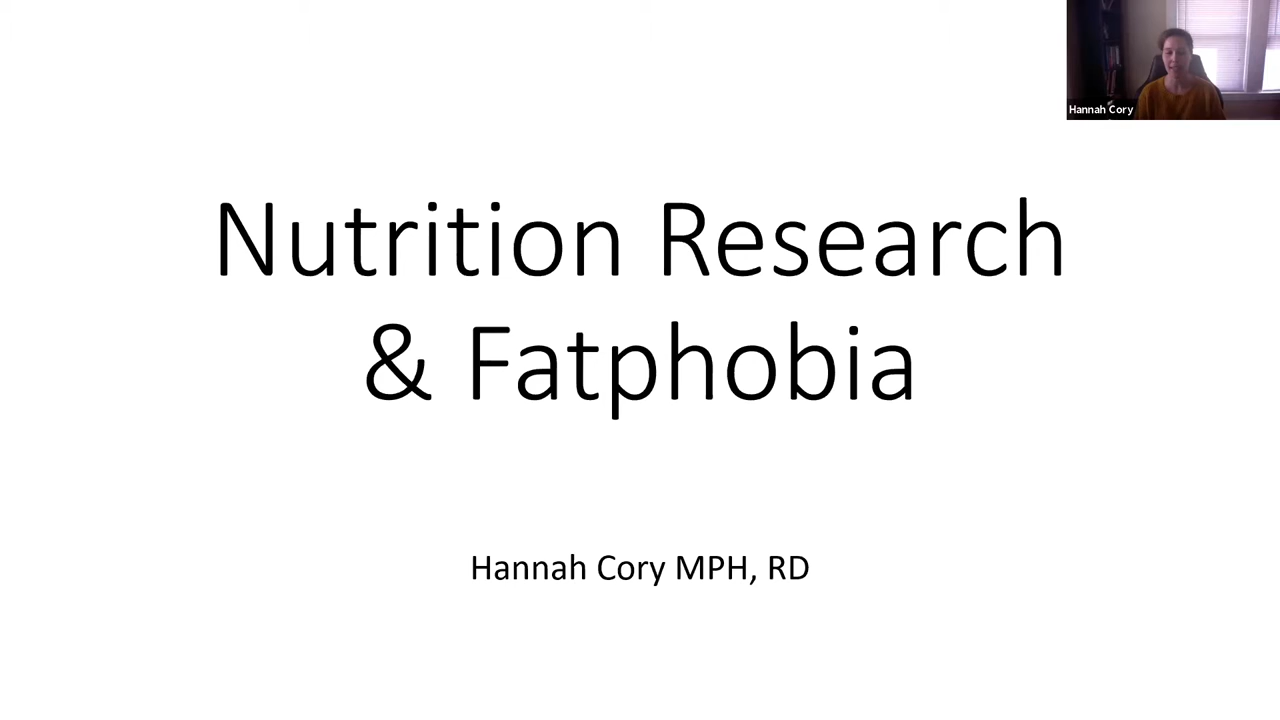 Hannah Cory
Nutrition Research
& Fatphobia
Hannah Cory MPH, RD